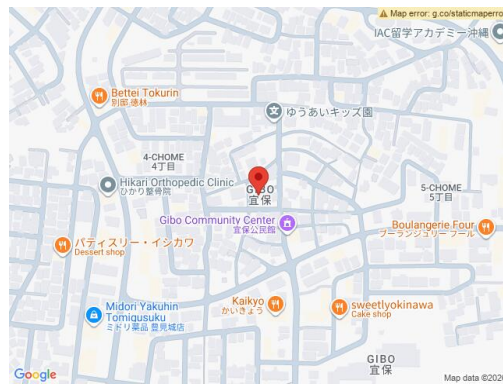 Map error: g.co/staticmaperro
IAC留学アカデミー沖縄
Bettei Tokurin
別邸 徳林
ゆうあいキッズ園
4-CHOME
4丁目
Hikari Orthopedic Clinic
ひかり整骨院
GIBO
宜保
5-CHOME
5丁目
Gibo Community Center
宜保公民館
Boulangerie Four
ブーランジュリー フール
パティスリー・イシカワ
Dessert shop
Midori Yakuhin
Tomigusuku
ミドリ薬品 豊見城店
Kaikyo
かいきょう
sweetlyokinawa
Cake shop
GIBO
宜保
Google
Map data ©202